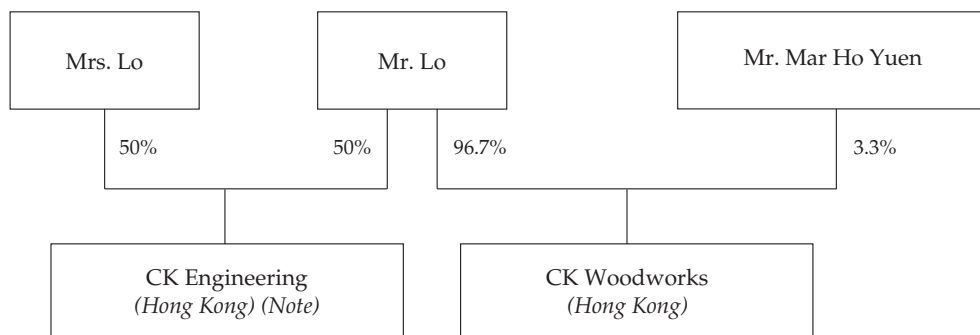 Mrs. Lo
Mr. Lo
Mr. Mar Ho Yuen
50%
50%
96.7%
3.3%
CK Engineering
(Hong Kong) (Note)
CK Woodworks
(Hong Kong)